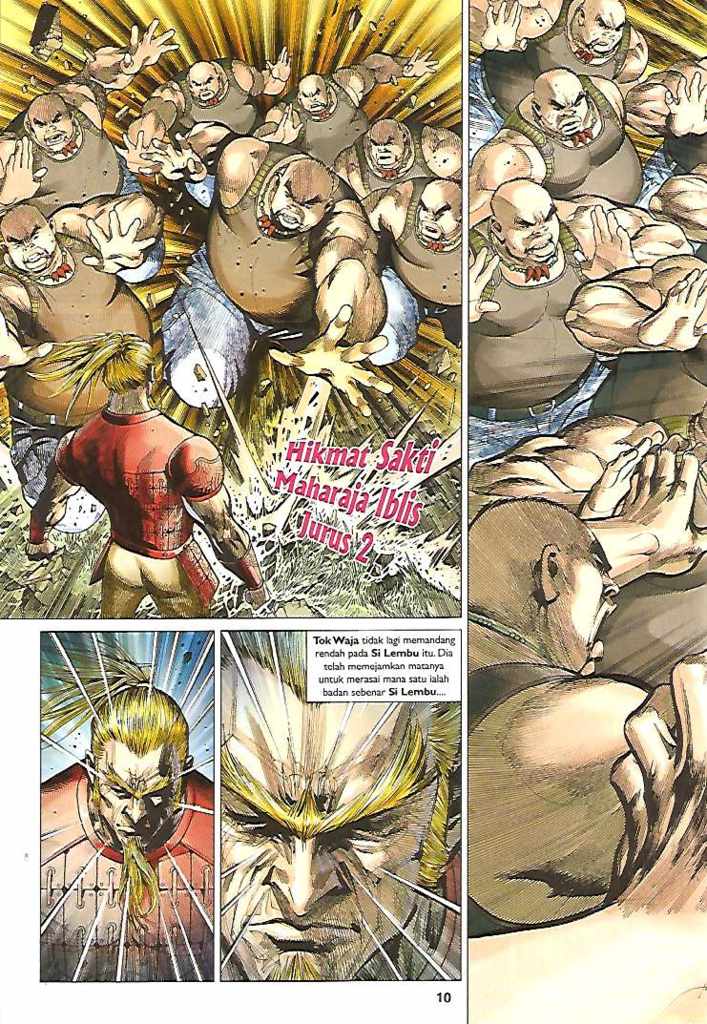 Hikmat Sakti
Maharaja Iblis
Jurus 2
Tok Waja tidak lagi memandang
rendah pada Si Lembu itu. Dia
telah memejamkan matanya
untuk merasai mana satu ialah
badan sebenar Si Lembu....
10